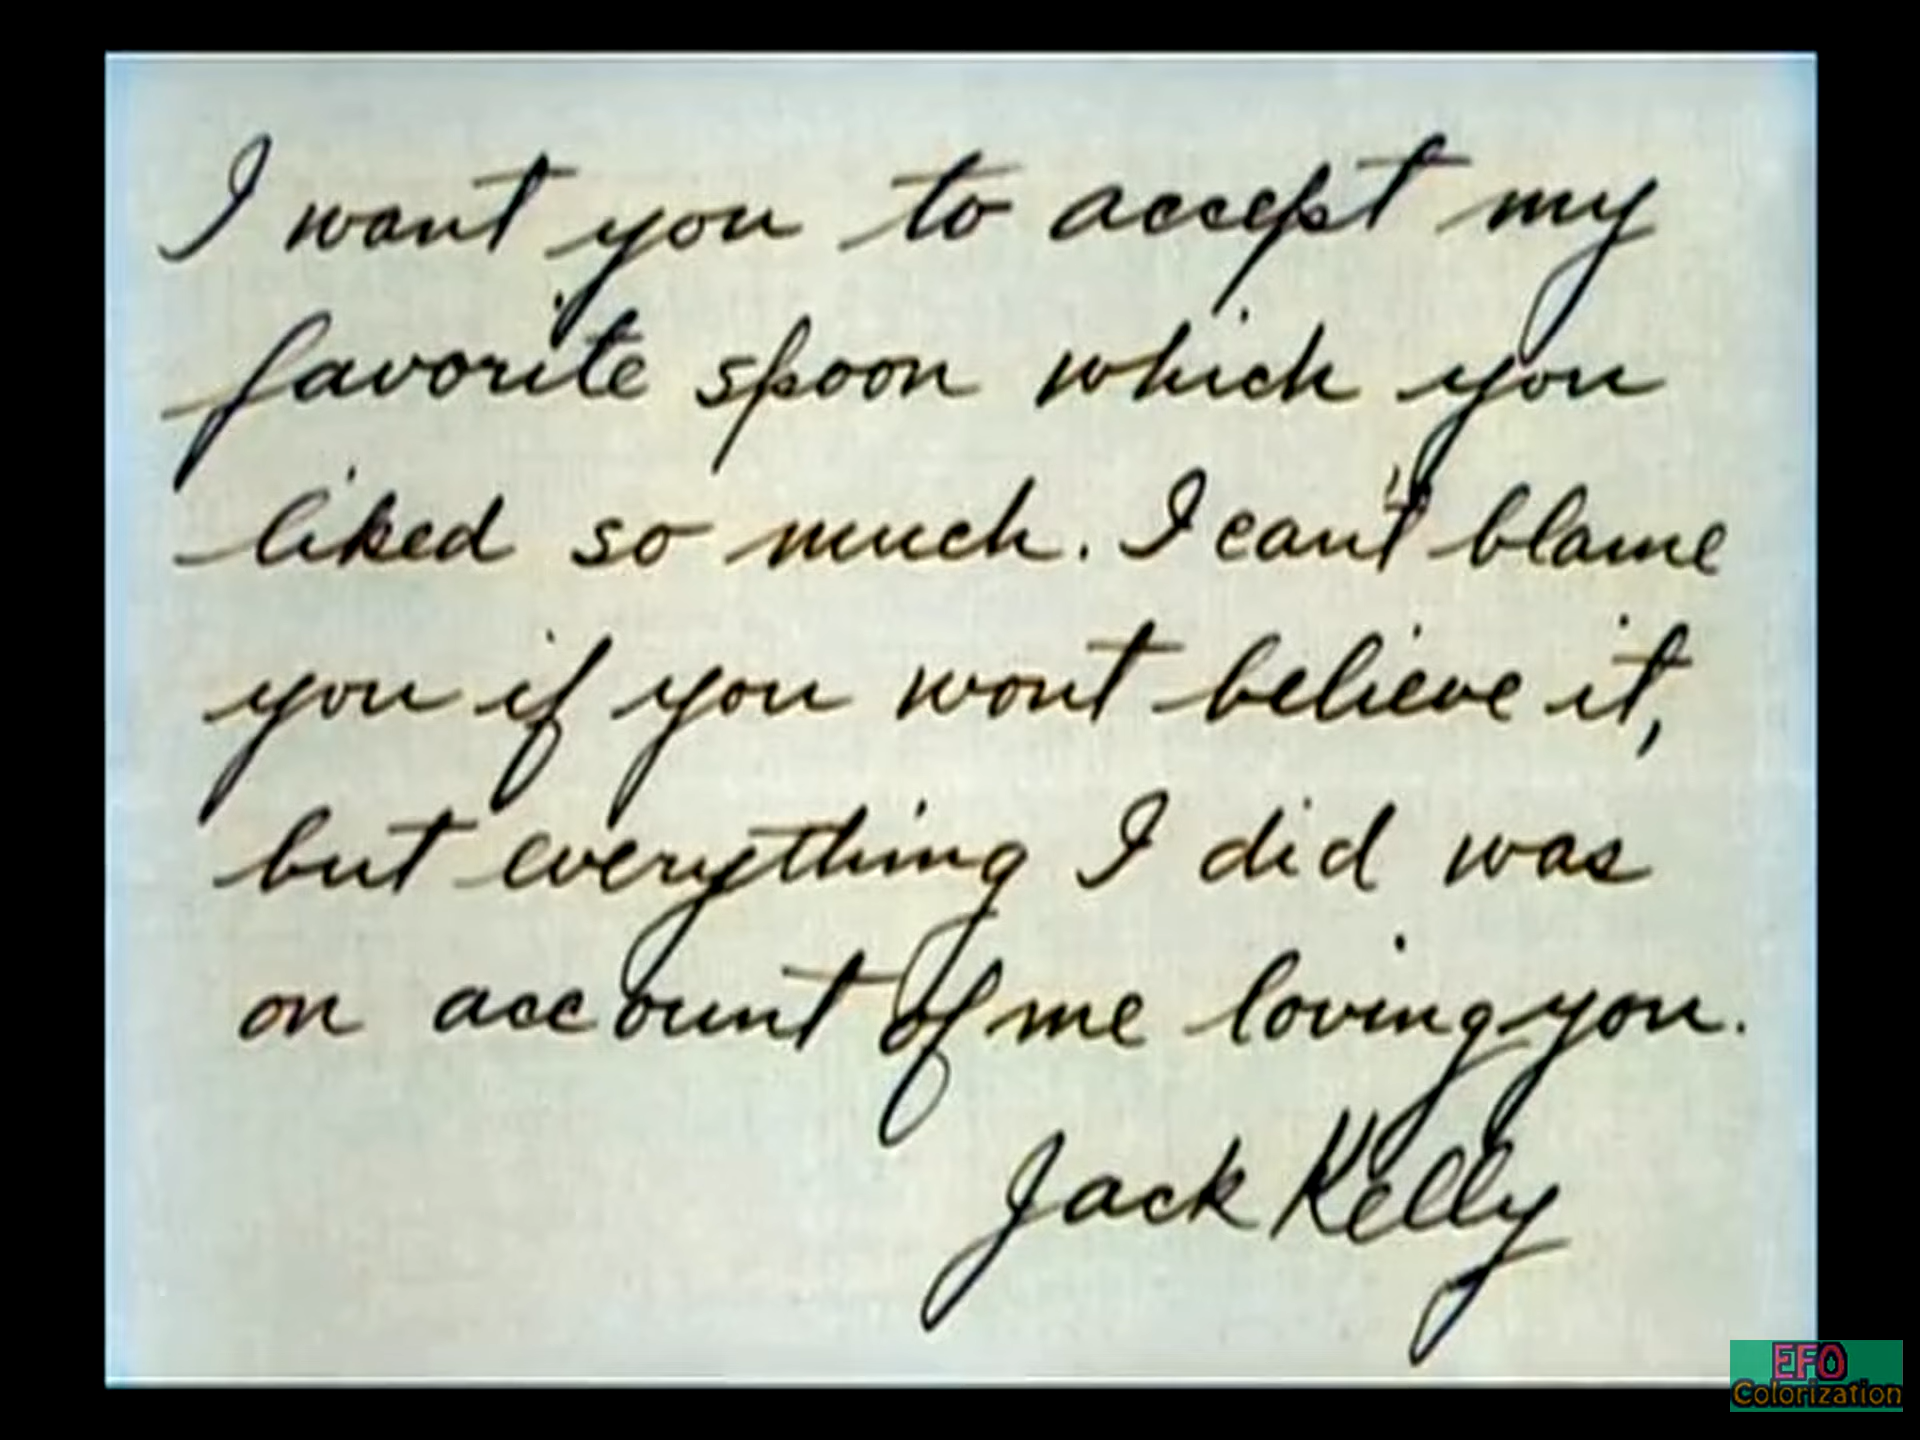 I want you to accept my
favorite spoon which you
liked so much. I can't blame
you if you wont believe it,
but everything I did was
on account of me loving you.
Jack Kelly
EFO
Colorization